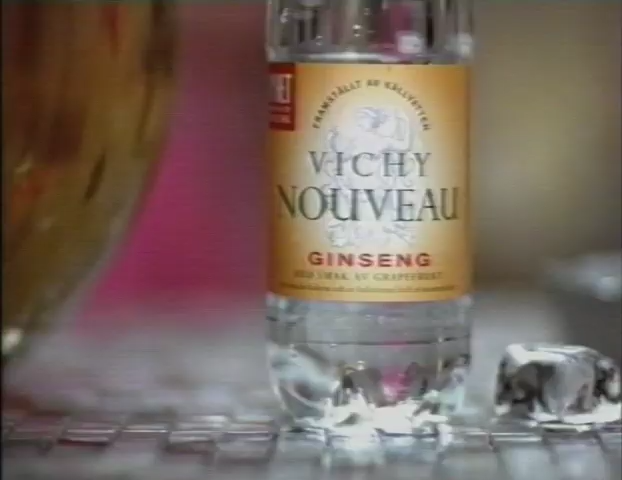 FRAMSTÄLLT AV KÄLLVATTEN
VICHY
NOUVEAU
GINSENG
MED SMAK AV GRAPEFRUKT